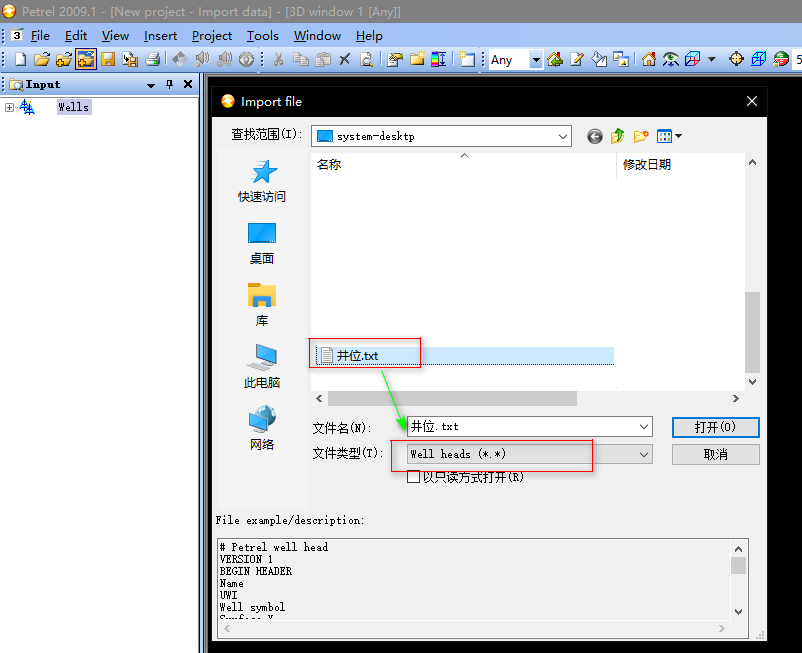 Petrel 2009.1 - [New project - Import data] - [3D window 1 [Any]]
3 File Edit View Insert Project Tools Window Help
Any
5
Input
Wells
Import file
查找范围(I):
system-desktp
名称
修改日期
快速访问
桌面
库
此电脑
网络
井位.txt
文件名(N):
井位.txt
打开(O)
文件类型(T):
Well heads (*.*)
取消
以只读方式打开(R)
File example/description:
# Petrel well head
VERSION 1
BEGIN HEADER
Name
UWI
Well symbol